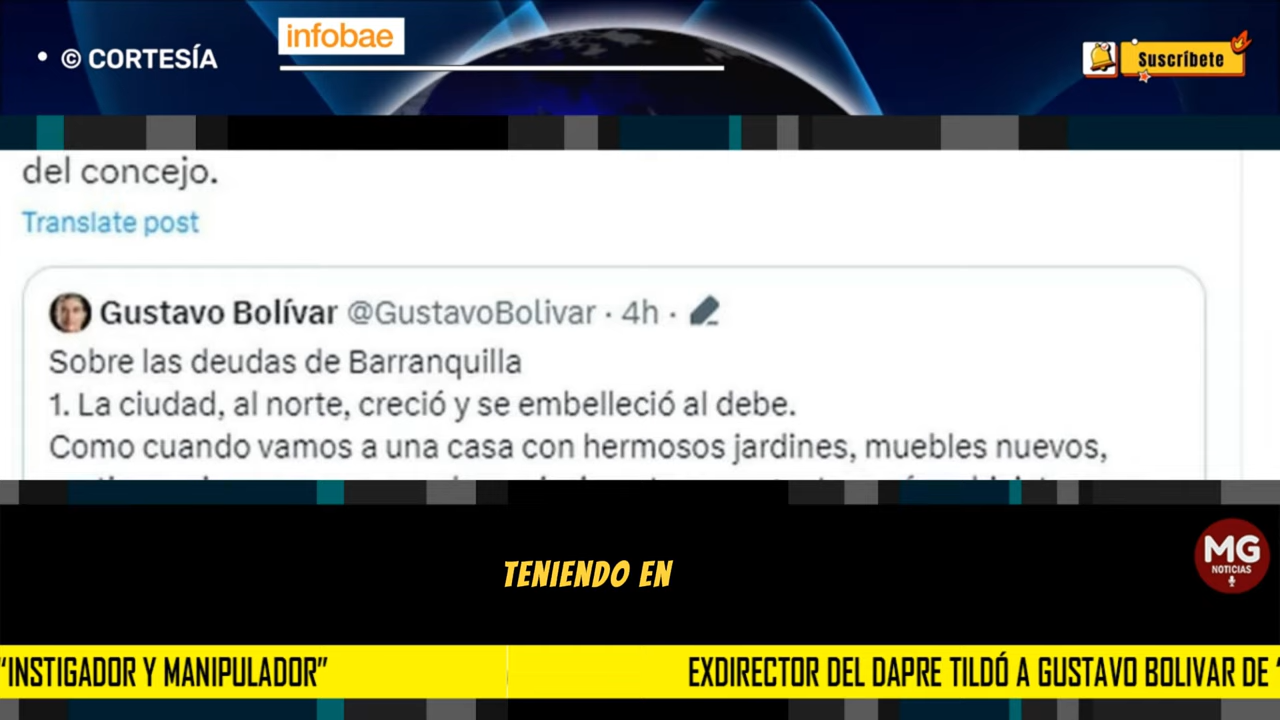 • © CORTESÍA
infobae
Suscríbete
del concejo.
Translate post
Gustavo Bolívar @GustavoBolivar · 4h ·
Sobre las deudas de Barranquilla
1. La ciudad, al norte, creció y se embelleció al debe.
Como cuando vamos a una casa con hermosos jardines, muebles nuevos,
TENIENDO EN
MG
NOTICIAS
“INSTIGADOR Y MANIPULADOR” EXDIRECTOR DEL DAPRE TILDÓ A GUSTAVO BOLIVAR DE “